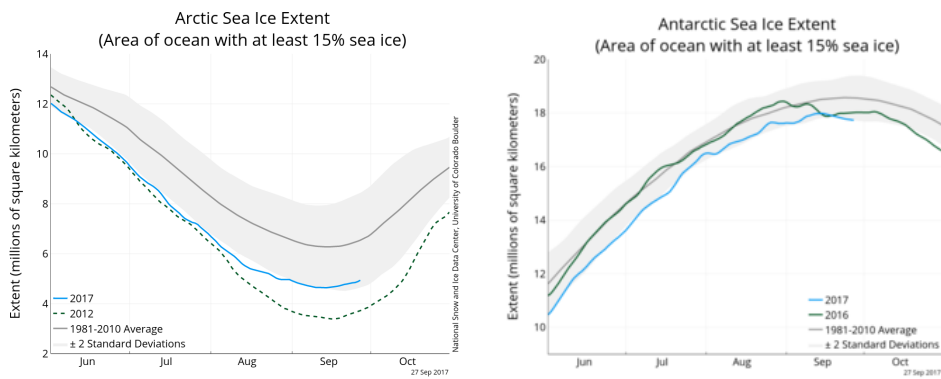 Arctic Sea Ice Extent
(Area of ocean with at least 15% sea ice)
Extent (millions of square kilometers)
14
12
10
8
6
4
2
2017
2012
1981-2010 Average
± 2 Standard Deviations
Jun
Jul
Aug
Sep
Oct
27 Sep 2017
National Snow and Ice Data Center, University of Colorado Boulder
Antarctic Sea Ice Extent
(Area of ocean with at least 15% sea ice)
Extent (millions of square kilometers)
20
18
16
14
12
10
2017
2016
1981-2010 Average
± 2 Standard Deviations
Jun
Jul
Aug
Sep
Oct
27 Sep 2017